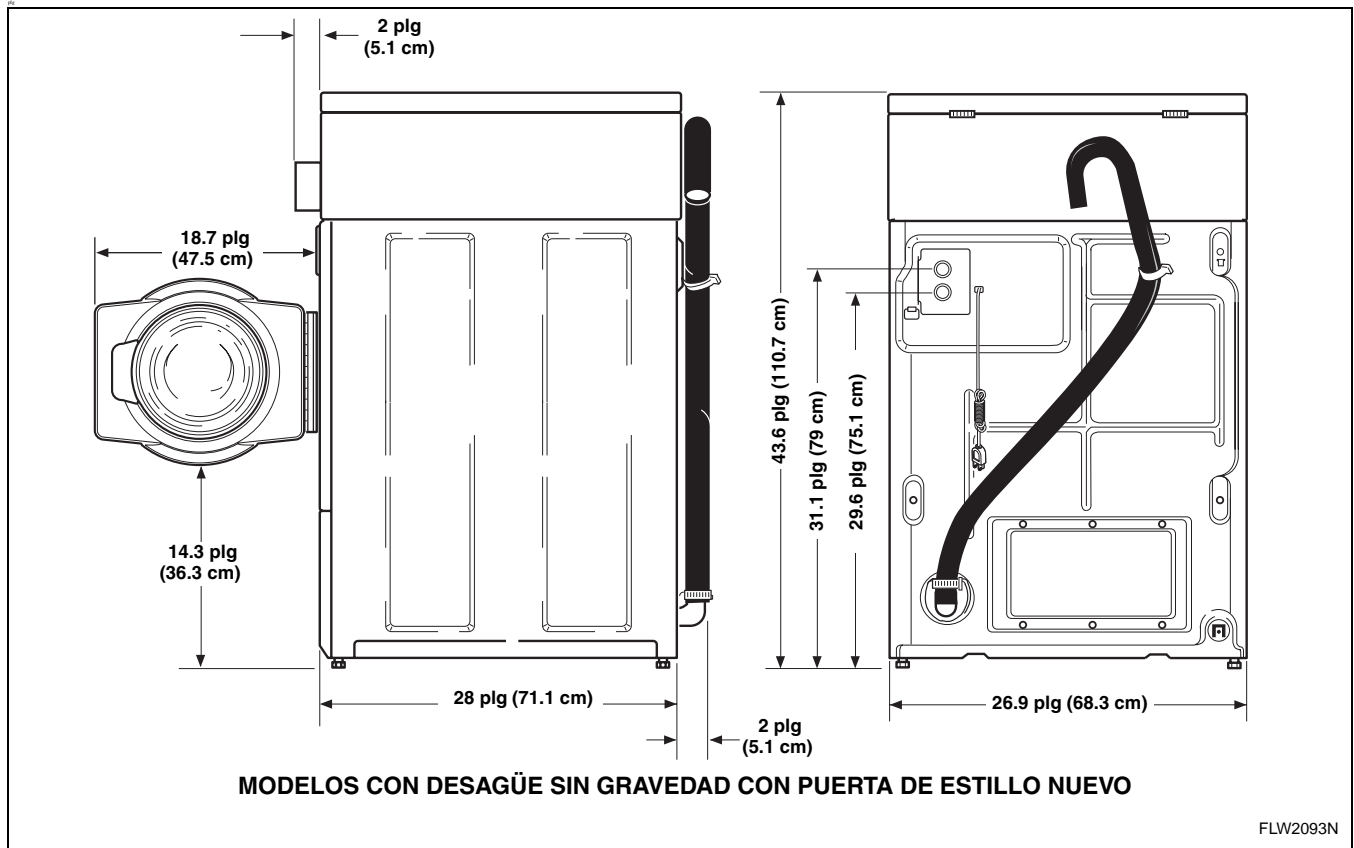 2 plg
(5.1 cm)
18.7 plg
(47.5 cm)
14.3 plg
(36.3 cm)
28 plg (71.1 cm)
2 plg
(5.1 cm)
43.6 plg (110.7 cm)
31.1 plg (79 cm)
29.6 plg (75.1 cm)
26.9 plg (68.3 cm)
MODELOS CON DESAGÜE SIN GRAVEDAD CON PUERTA DE ESTILLO NUEVO
FLW2093N